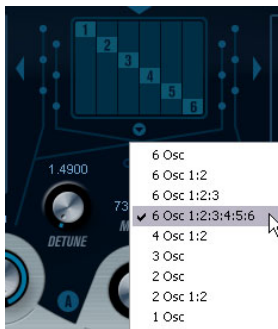 1
2
3
4
5
6
1.4900
73
DETUNE
M
A
6 Osc
6 Osc 1:2
6 Osc 1:2:3
✓ 6 Osc 1:2:3:4:5:6
4 Osc 1:2
3 Osc
2 Osc
2 Osc 1:2
1 Osc